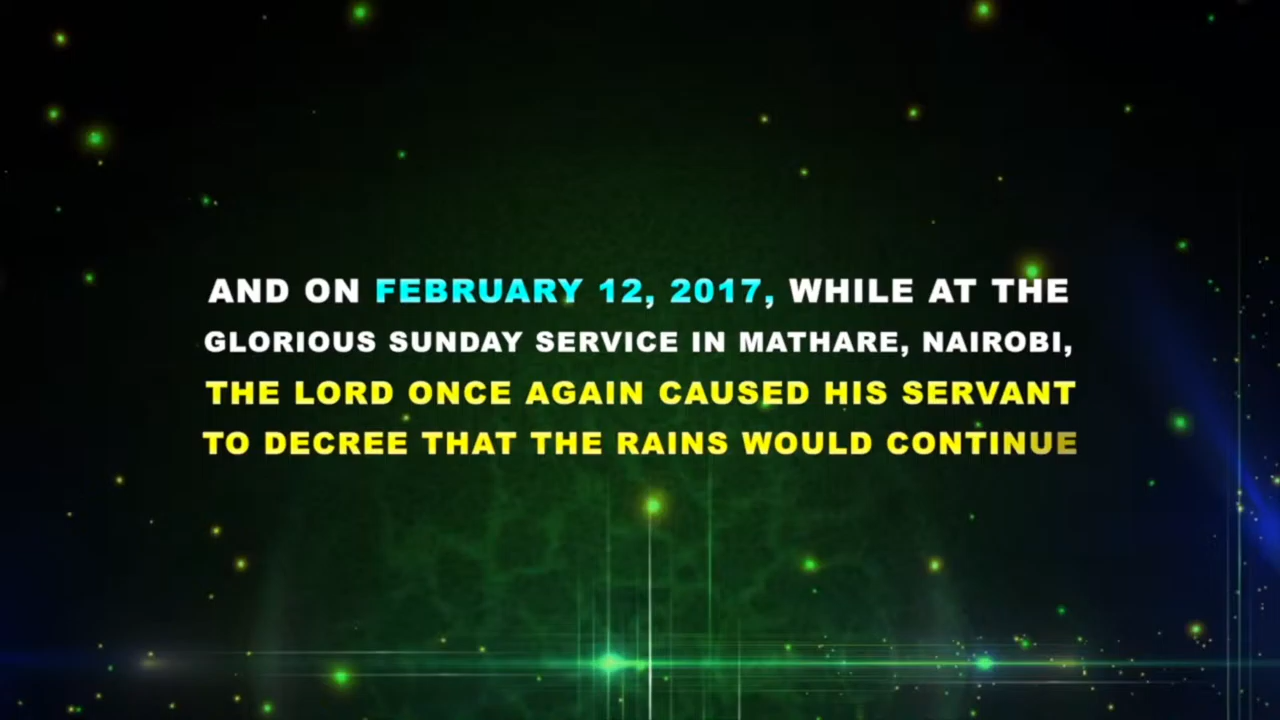 AND ON FEBRUARY 12, 2017, WHILE AT THE
GLORIOUS SUNDAY SERVICE IN MATHARE, NAIROBI,
THE LORD ONCE AGAIN CAUSED HIS SERVANT
TO DECREE THAT THE RAINS WOULD CONTINUE